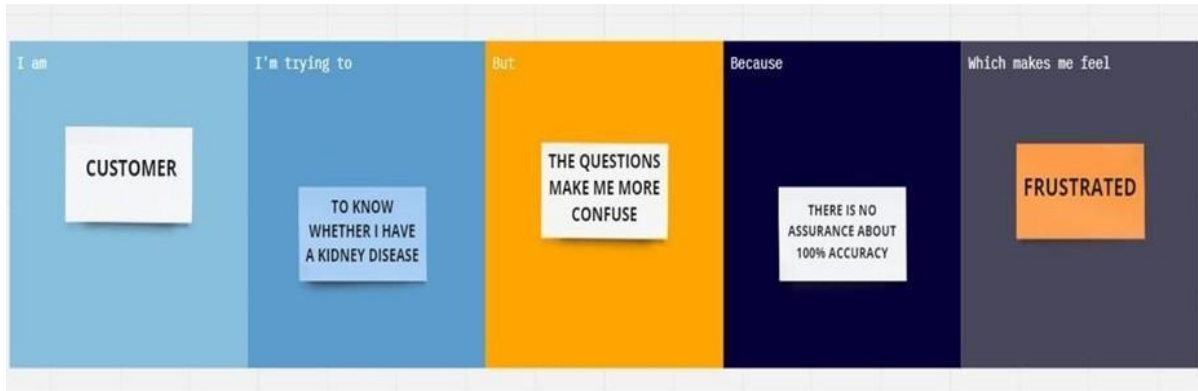 I am
CUSTOMER
I'm trying to
TO KNOW
WHETHER I HAVE
A KIDNEY DISEASE
But
THE QUESTIONS
MAKE ME MORE
CONFUSE
Because
THERE IS NO
ASSURANCE ABOUT
100% ACCURACY
Which makes me feel
FRUSTRATED